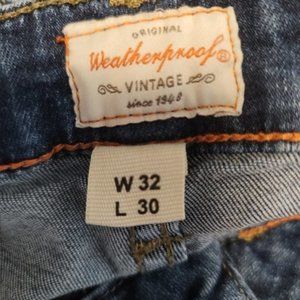 ORIGINAL
Weatherproof®
VINTAGE
since 1948
W 32
L 30